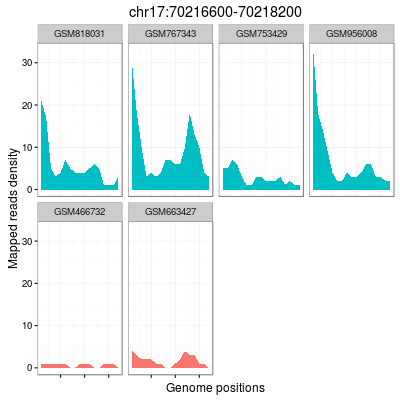 chr17:70216600-70218200
GSM818031 GSM767343 GSM753429 GSM956008
30
20
10
0
GSM466732 GSM663427
30
20
10
0
Mapped reads density
Genome positions